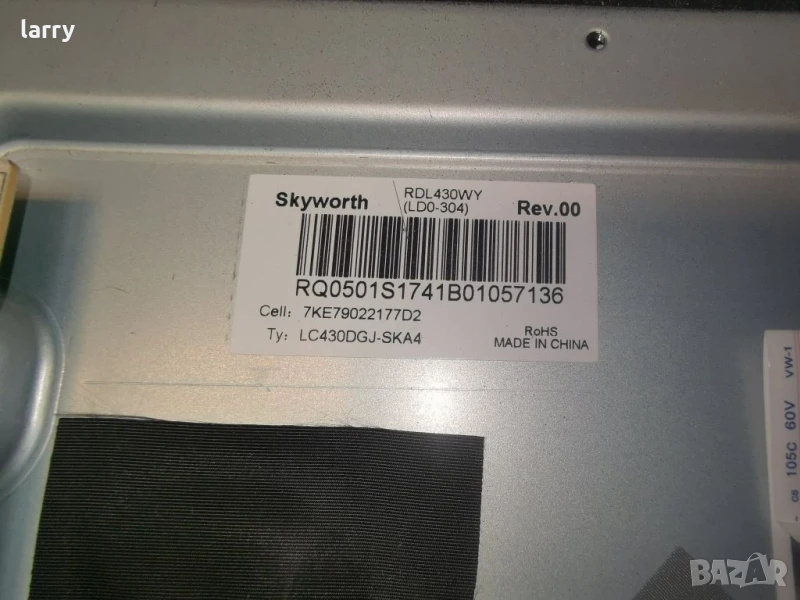 larry
Skyworth
RDL430WY
(LD0-304)
Rev.00
RQ0501S1741B01057136
Cell: 7KE79022177D2
Ty: LC430DGJ-SKA4
RoHS
MADE IN CHINA
105C 60V VW-1
BAZAR